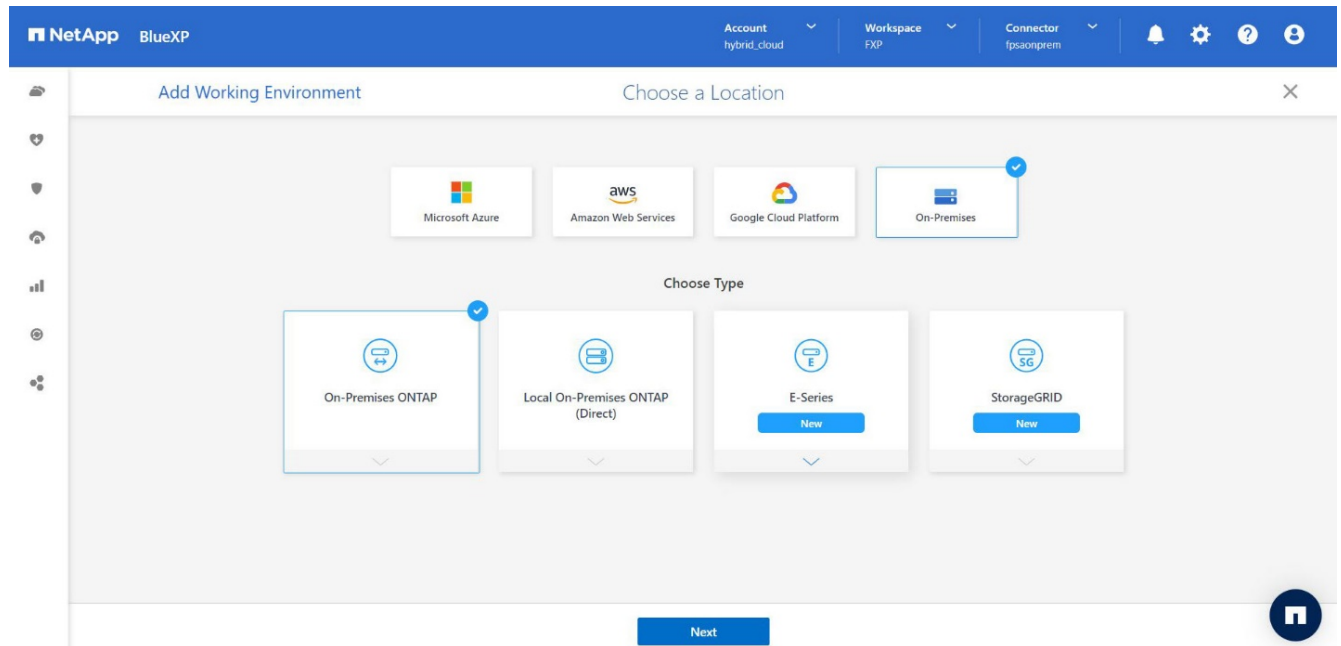 NetApp BlueXP
Account
hybrid_cloud
Workspace
FXP
Connector
fpsaonprem
Add Working Environment
Choose a Location
Microsoft Azure
aws
Amazon Web Services
Google Cloud Platform
On-Premises
Choose Type
On-Premises ONTAP
Local On-Premises ONTAP
(Direct)
E
E-Series
New
SG
StorageGRID
New
Next